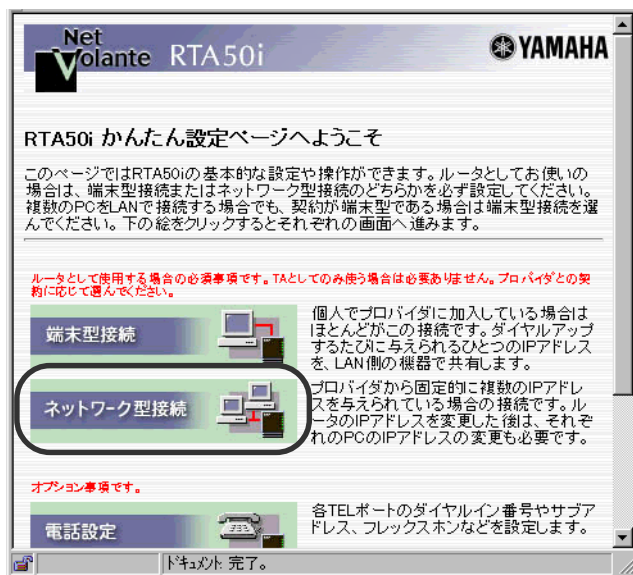 Net
Volante RTA50i
YAMAHA
RTA50i かんたん設定ページへようこそ
このページではRTA50iの基本的な設定や操作ができます。ルータとしてお使いの
場合は、端末型接続またはネットワーク型接続のどちらかを必ず設定してください。
複数のPCをLANで接続する場合でも、契約が端末型である場合は端末型接続を選
んでください。下の絵をクリックするとそれぞれの画面へ進みます。
ルータとして使用する場合の必須事項です。TAとしてのみ使う場合は必要ありません。プロバイダとの契
約に応じて選んでください。
端末型接続
個人でプロバイダに加入している場合は
ほとんどがこの接続です。ダイヤルアップ
するたびに与えられるひとつのIPアドレス
を、LAN側の機器で共有します。
ネットワーク型接続
プロバイダから固定的に複数のIPアドレ
スを与えられている場合の接続です。ル
ータのIPアドレスを変更した後は、それぞ
れのPCのIPアドレスの変更も必要です。
オプション事項です。
電話設定
各TELポートのダイヤルイン番号やサブア
ドレス、フレックスホンなどを設定します。
ドキュメント: 完了。